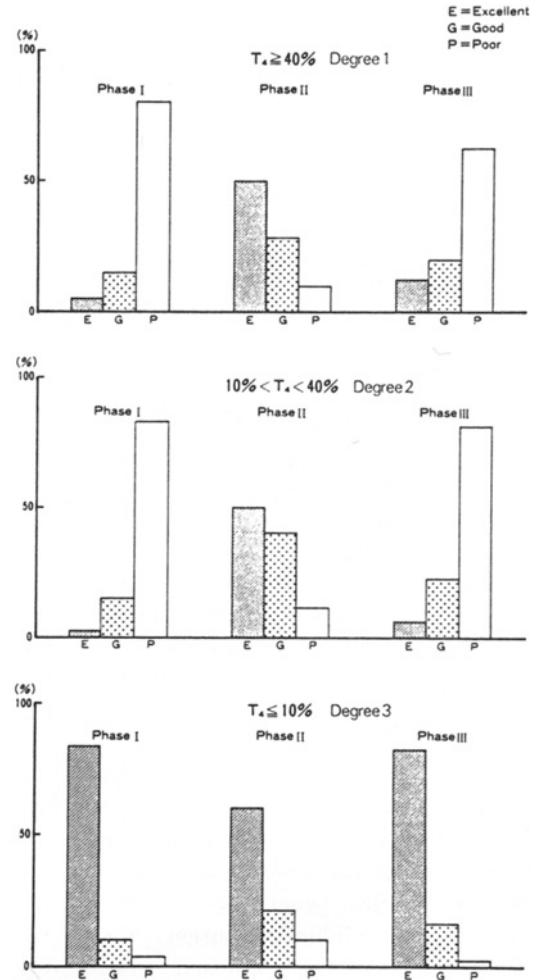 E = Excellent
G = Good
P = Poor
(%)
T₄ ≧ 40% Degree 1
100
Phase I Phase II Phase III
50
0
E G P E G P E G P
(%)
10% < T₄ < 40% Degree 2
100
Phase I Phase II Phase III
50
0
E G P E G P E G P
(%)
T₄ ≦ 10% Degree 3
100
Phase I Phase II Phase III
50
0
E G P E G P E G P